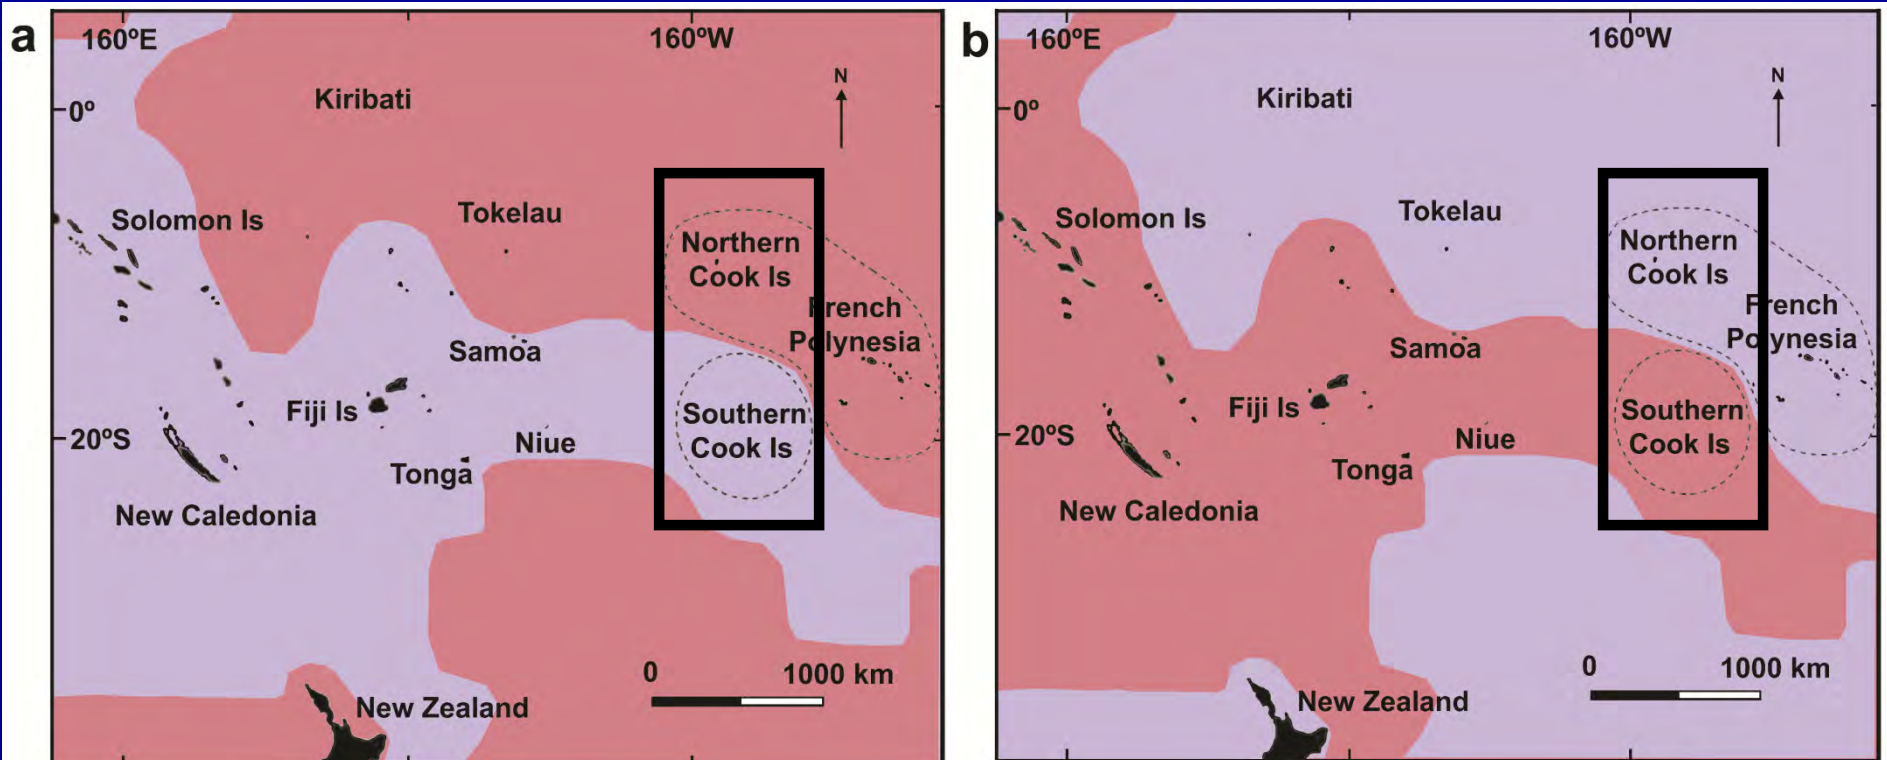 a
160ºE
160ºW
N
Kiribati
0º
Solomon Is
Tokelau
Northern
Cook Is
French
Polynesia
Samoa
Fiji Is
Southern
Cook Is
20ºS
Niue
Tonga
New Caledonia
0
1000 km
New Zealand
b
160ºE
160ºW
N
Kiribati
0º
Solomon Is
Tokelau
Northern
Cook Is
French
Polynesia
Samoa
Fiji Is
Southern
Cook Is
20ºS
Niue
Tonga
New Caledonia
0
1000 km
New Zealand